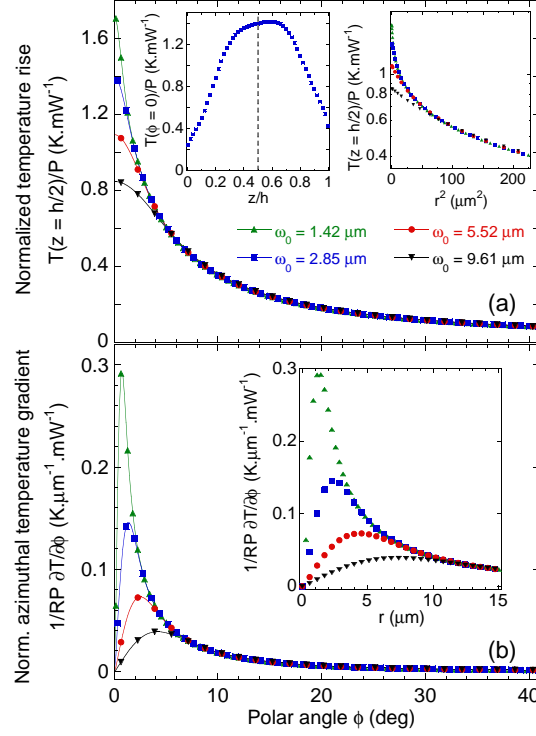 Normalized temperature rise
T(z = h/2)/P (K.mW⁻¹)
1.6
1.2
0.8
0.4
0
T(ϕ = 0)/P (K.mW⁻¹)
1.4
1
0.4
0
0 0.2 0.4 0.6 0.8 1
z/h
T(z = h/2)/P (K.mW⁻¹)
1
0.8
0.4
0 50 100 150 200
r² (μm²)
ω₀ = 1.42 μm
ω₀ = 5.52 μm
ω₀ = 2.85 μm
ω₀ = 9.61 μm
(a)
Norm. azimuthal temperature gradient
1/RP ∂T/∂ϕ (K.μm⁻¹.mW⁻¹)
0.3
0.2
0.1
0
1/RP ∂T/∂ϕ (K.μm⁻¹.mW⁻¹)
0.3
0.2
0.1
0
0 5 10 15
r (μm)
(b)
0 10 20 30 40
Polar angle ϕ (deg)